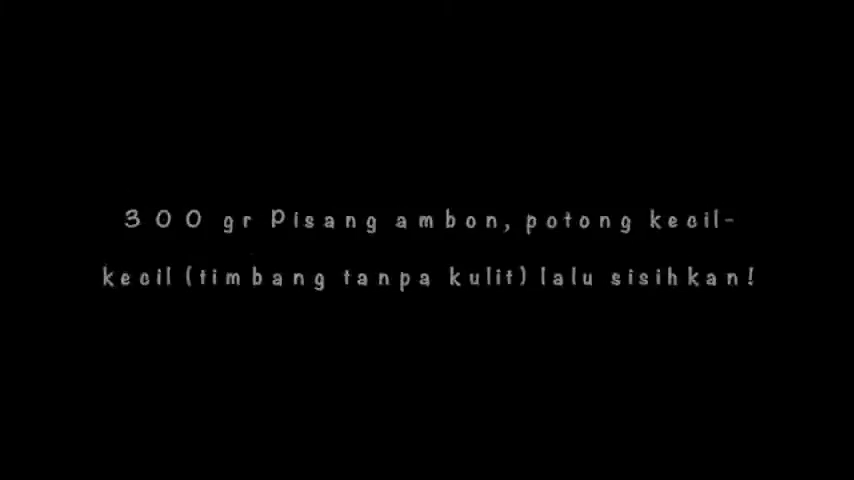 300 gr Pisang ambon, potong kecil-
kecil (timbang tanpa kulit) lalu sisihkan!